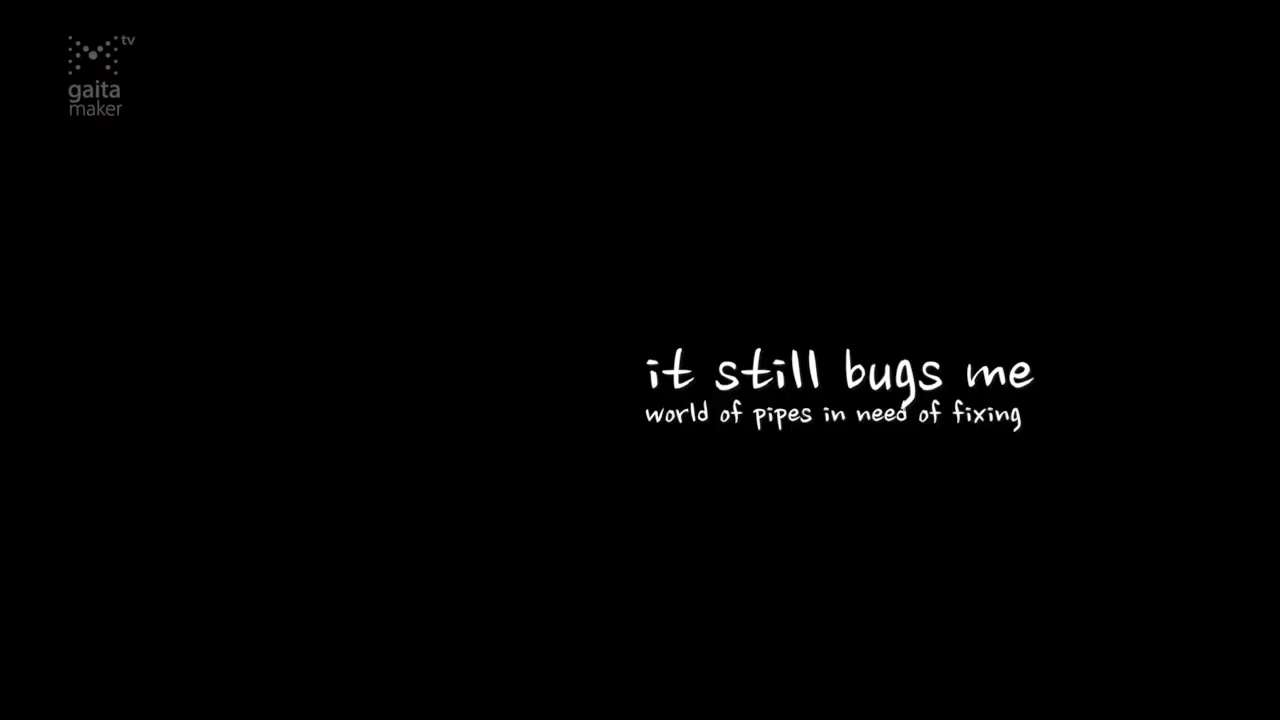 tv
gaita
maker
it still bugs me
world of pipes in need of fixing